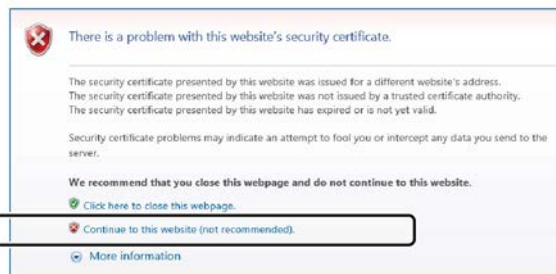 There is a problem with this website's security certificate.
The security certificate presented by this website was issued for a different website's address.
The security certificate presented by this website was not issued by a trusted certificate authority.
The security certificate presented by this website has expired or is not yet valid.
Security certificate problems may indicate an attempt to fool you or intercept any data you send to the
server.
We recommend that you close this webpage and do not continue to this website.
Click here to close this webpage.
Continue to this website (not recommended).
More information